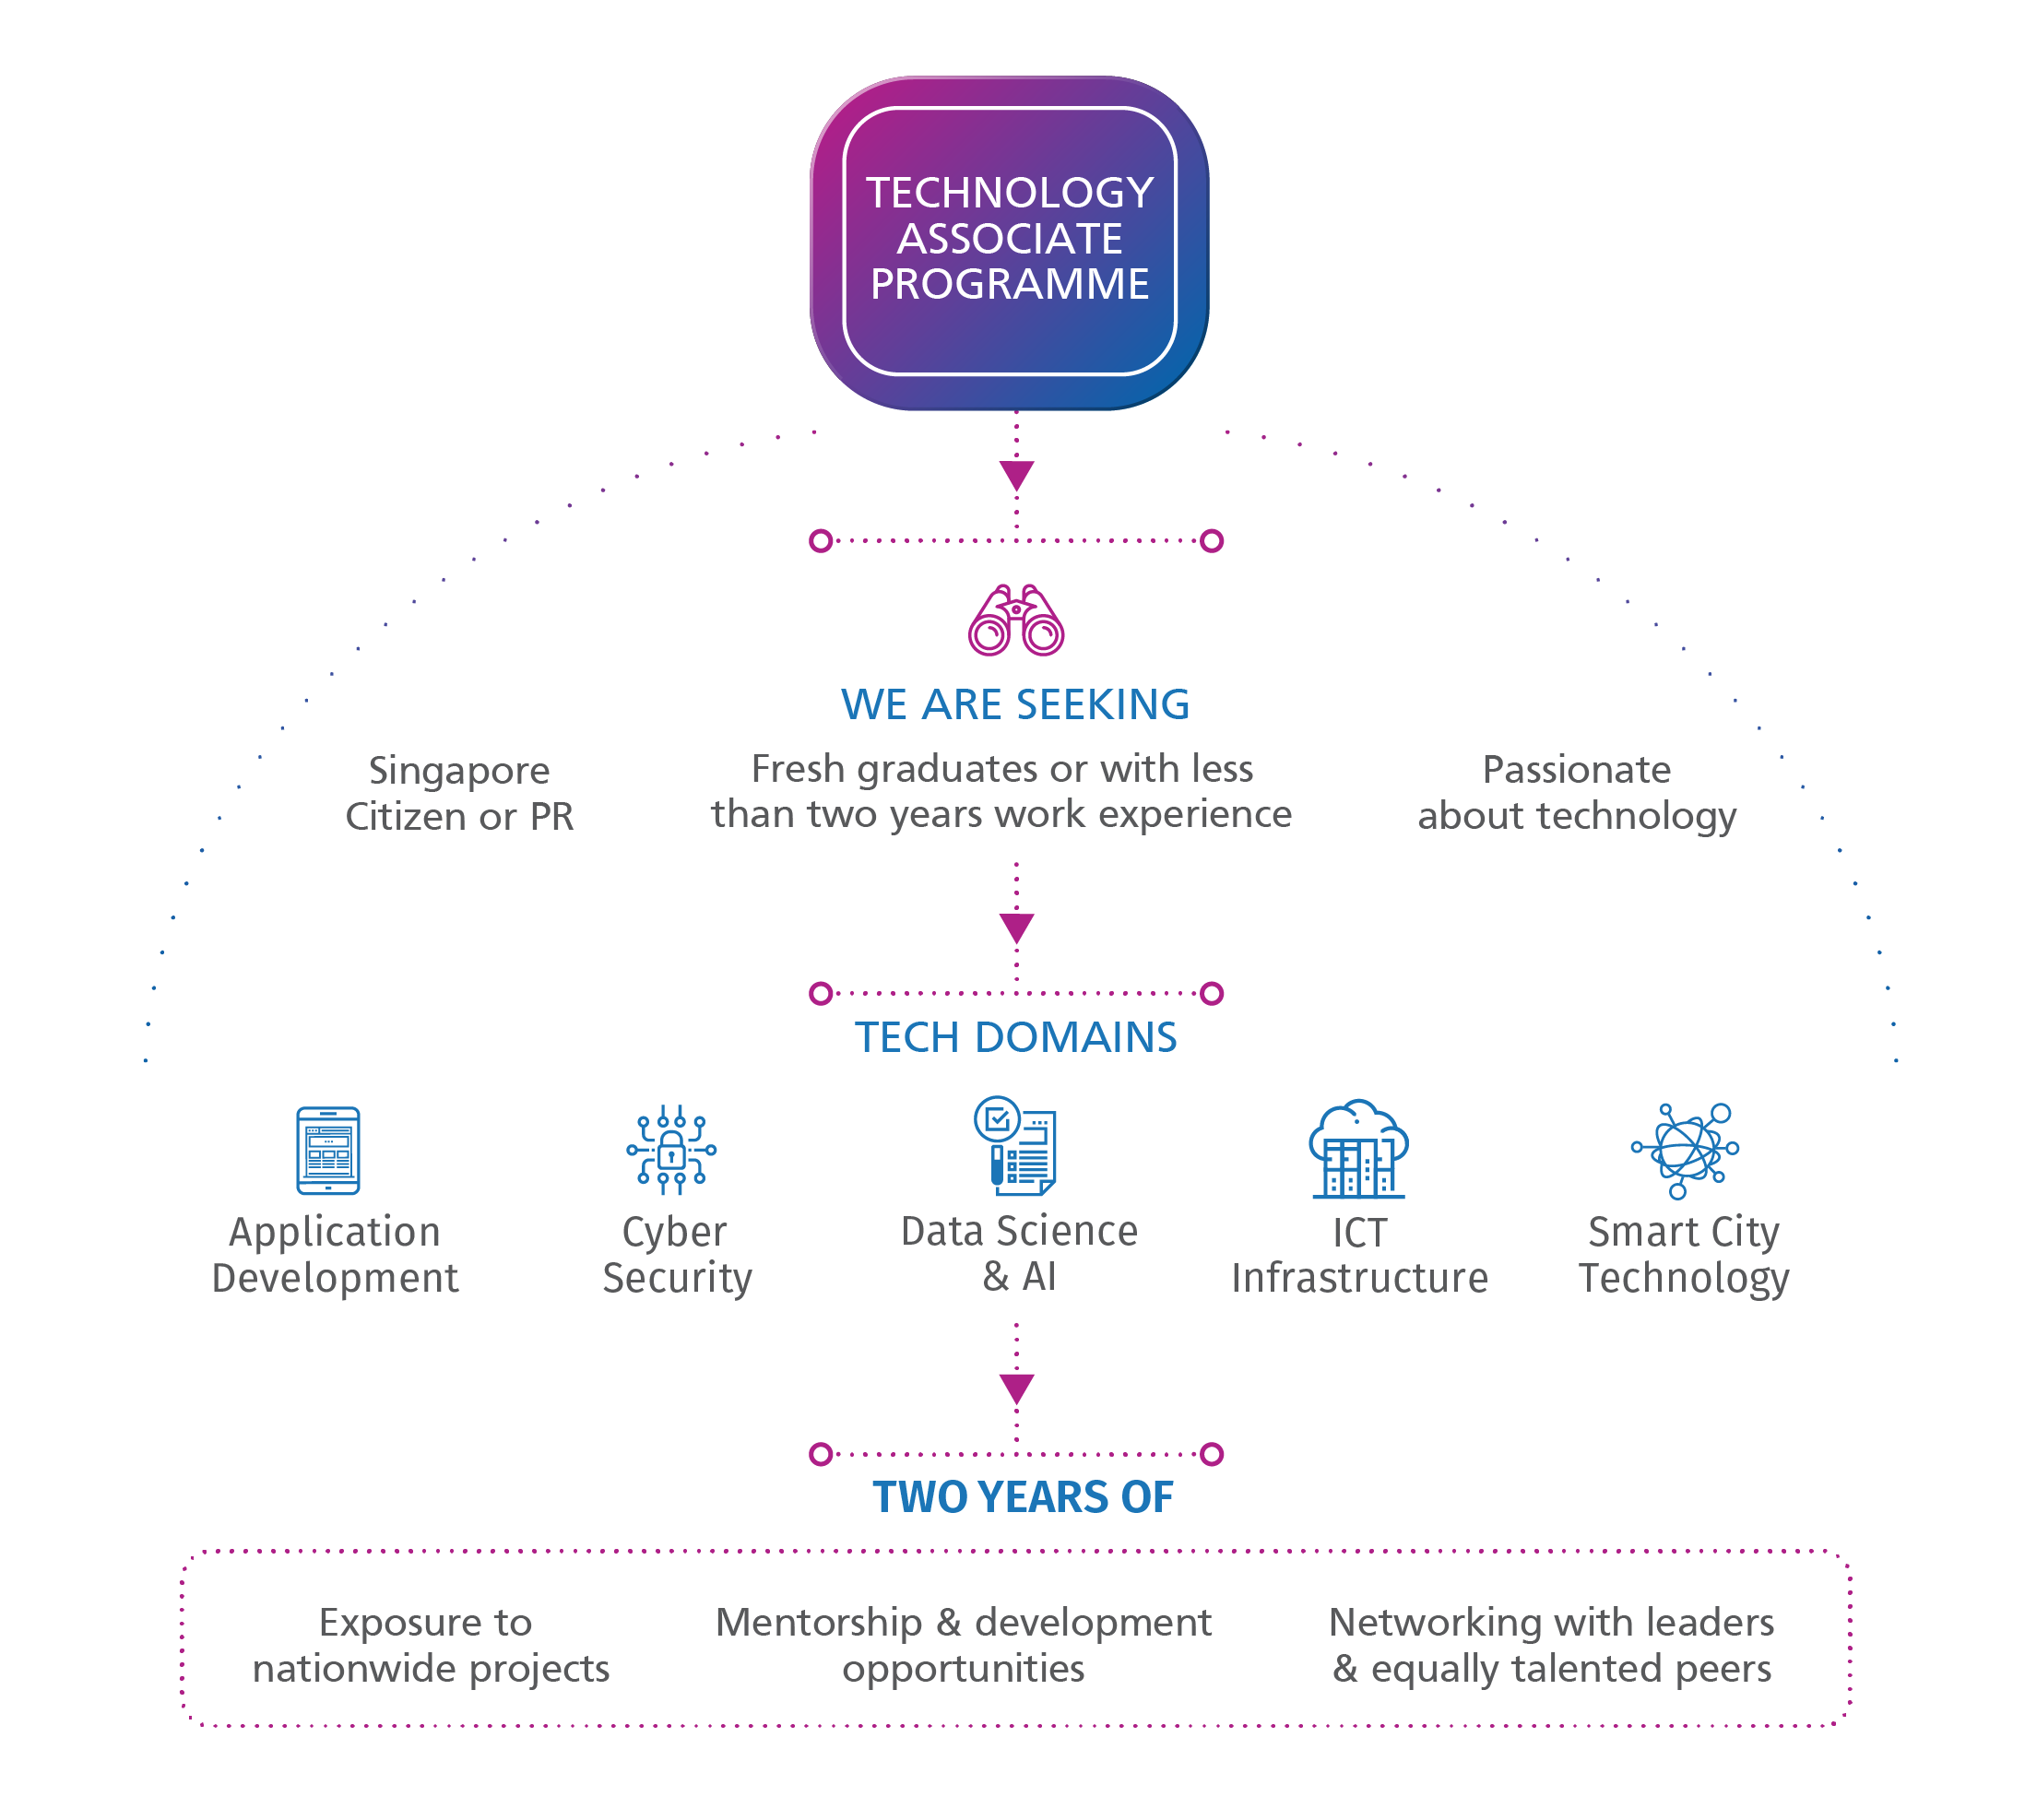 TECHNOLOGY
ASSOCIATE
PROGRAMME
WE ARE SEEKING
Singapore
Citizen or PR
Fresh graduates or with less
than two years work experience
Passionate
about technology
TECH DOMAINS
Application
Development
Cyber
Security
Data Science
& AI
ICT
Infrastructure
Smart City
Technology
TWO YEARS OF
Exposure to
nationwide projects
Mentorship & development
opportunities
Networking with leaders
& equally talented peers